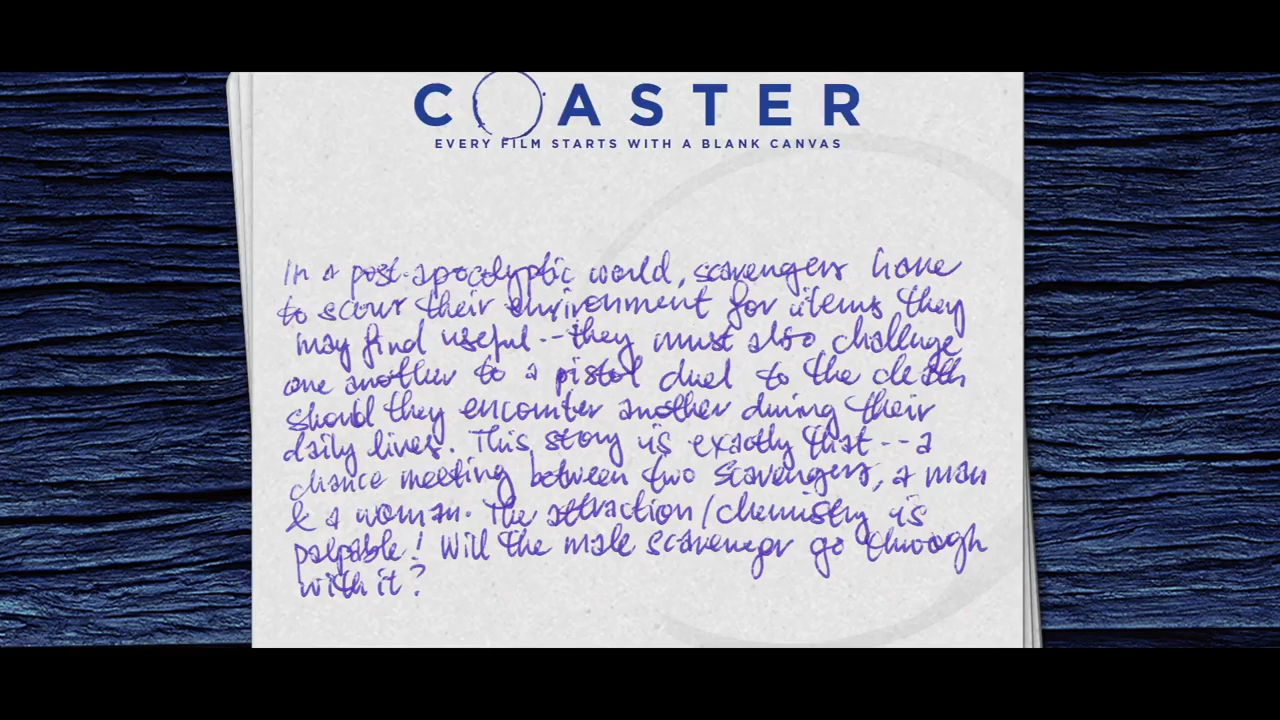 COASTER
EVERY FILM STARTS WITH A BLANK CANVAS
In a post-apocalyptic world, scavengers have
to scour their environment for items they
may find useful -- they must also challenge
one another to a pistol duel to the death
should they encounter another during their
daily lives. This story is exactly that -- a
chance meeting between two scavengers, a man
& a woman. The attraction/chemistry is
palpable! Will the male scavenger go through
with it?